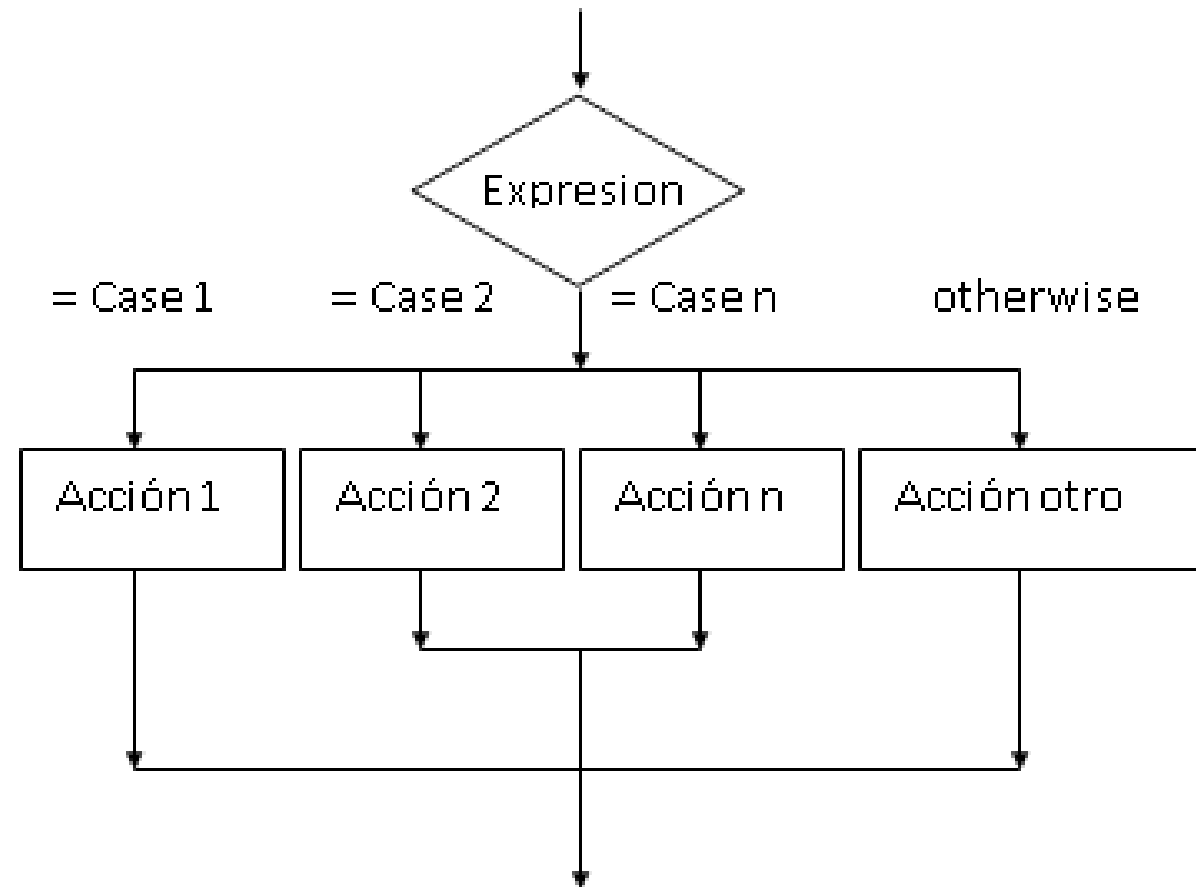 Expresion
= Case 1
= Case 2
= Case n
otherwise
Acción 1
Acción 2
Acción n
Acción otro